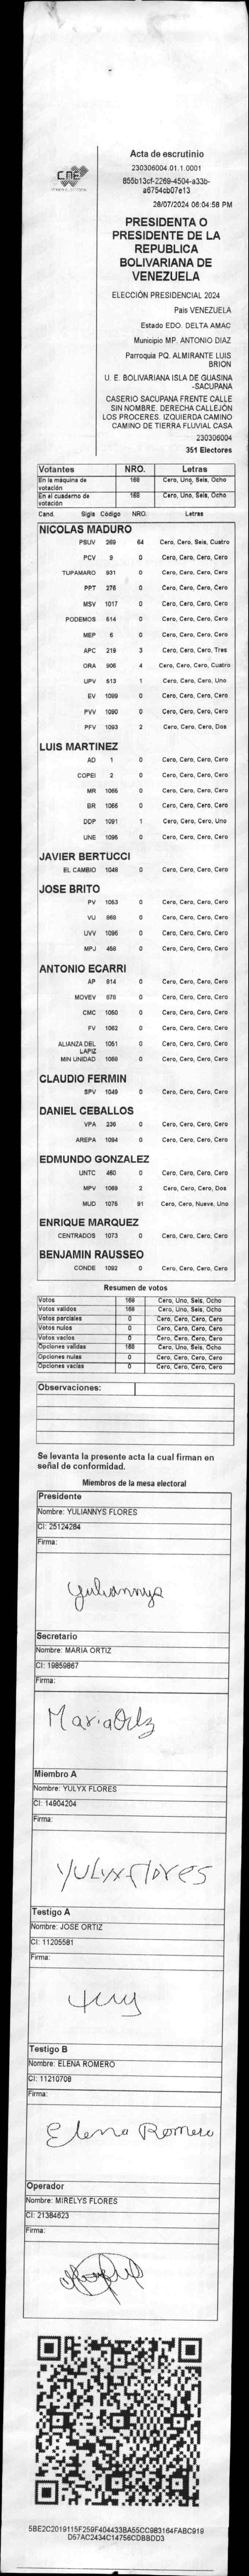 CNE
Acta de escrutinio
230306004.01.1.0001
855b13cf-2269-4504-a33b-
a6754cb07e13
28/07/2024 06:04:58 PM
PRESIDENTA O
PRESIDENTE DE LA
REPUBLICA
BOLIVARIANA DE
VENEZUELA
ELECCIÓN PRESIDENCIAL 2024
Pais VENEZUELA
Estado EDO. DELTA AMAC
Municipio MP. ANTONIO DIAZ
Parroquia PQ. ALMIRANTE LUIS
BRION
U. E. BOLIVARIANA ISLA DE GUASINA
-SACUPANA
CASERIO SACUPANA FRENTE CALLE
SIN NOMBRE. DERECHA CALLEJÓN
LOS PROCERES. IZQUIERDA CAMINO
CAMINO DE TIERRA FLUVIAL CASA
230306004
351 Electores
Votantes NRO. Letras
En la máquina de votación 168 Cero, Uno, Seis, Ocho
En el cuaderno de votación 168 Cero, Uno, Seis, Ocho
Cand. Sigla Código NRO. Letras
NICOLAS MADURO
PSUV 269 64 Cero, Cero, Seis, Cuatro
PCV 9 0 Cero, Cero, Cero, Cero
TUPAMARO 931 0 Cero, Cero, Cero, Cero
PPT 276 0 Cero, Cero, Cero, Cero
MSV 1017 0 Cero, Cero, Cero, Cero
PODEMOS 514 0 Cero, Cero, Cero, Cero
MEP 6 0 Cero, Cero, Cero, Cero
APC 219 3 Cero, Cero, Cero, Tres
ORA 906 4 Cero, Cero, Cero, Cuatro
UPV 513 1 Cero, Cero, Cero, Uno
EV 1099 0 Cero, Cero, Cero, Cero
PVV 1090 0 Cero, Cero, Cero, Cero
PFV 1093 2 Cero, Cero, Cero, Dos
LUIS MARTINEZ
AD 1 0 Cero, Cero, Cero, Cero
COPEI 2 0 Cero, Cero, Cero, Cero
MR 1065 0 Cero, Cero, Cero, Cero
BR 1066 0 Cero, Cero, Cero, Cero
DDP 1091 1 Cero, Cero, Cero, Uno
UNE 1095 0 Cero, Cero, Cero, Cero
JAVIER BERTUCCI
EL CAMBIO 1048 0 Cero, Cero, Cero, Cero
JOSE BRITO
PV 1053 0 Cero, Cero, Cero, Cero
VU 869 0 Cero, Cero, Cero, Cero
UVV 1096 0 Cero, Cero, Cero, Cero
MPJ 458 0 Cero, Cero, Cero, Cero
ANTONIO ECARRI
AP 814 0 Cero, Cero, Cero, Cero
MOVEV 678 0 Cero, Cero, Cero, Cero
CMC 1050 0 Cero, Cero, Cero, Cero
FV 1062 0 Cero, Cero, Cero, Cero
ALIANZA DEL LAPIZ 1051 0 Cero, Cero, Cero, Cero
MIN UNIDAD 1069 0 Cero, Cero, Cero, Cero
CLAUDIO FERMIN
SPV 1049 0 Cero, Cero, Cero, Cero
DANIEL CEBALLOS
VPA 236 0 Cero, Cero, Cero, Cero
AREPA 1094 0 Cero, Cero, Cero, Cero
EDMUNDO GONZALEZ
UNTC 460 0 Cero, Cero, Cero, Cero
MPV 1069 2 Cero, Cero, Cero, Dos
MUD 1075 91 Cero, Cero, Nueve, Uno
ENRIQUE MARQUEZ
CENTRADOS 1073 0 Cero, Cero, Cero, Cero
BENJAMIN RAUSSEO
CONDE 1092 0 Cero, Cero, Cero, Cero
Resumen de votos
Votos 168 Cero, Uno, Seis, Ocho
Votos validos 168 Cero, Uno, Seis, Ocho
Votos parciales 0 Cero, Cero, Cero, Cero
Votos nulos 0 Cero, Cero, Cero, Cero
Votos vacíos 0 Cero, Cero, Cero, Cero
Opciones validas 168 Cero, Uno, Seis, Ocho
Opciones nulas 0 Cero, Cero, Cero, Cero
Opciones vacías 0 Cero, Cero, Cero, Cero
Observaciones:
Se levanta la presente acta la cual firman en
señal de conformidad.
Miembros de la mesa electoral
Presidente
Nombre: YULIANNYS FLORES
CI: 25124284
Firma:
Yuliannys
Secretario
Nombre: MARIA ORTIZ
CI: 19859867
Firma:
Maria Ortz
Miembro A
Nombre: YULYX FLORES
CI: 14904204
Firma:
YULYx flores
Testigo A
Nombre: JOSE ORTIZ
CI: 11205581
Firma:
Testigo B
Nombre: ELENA ROMERO
CI: 11210708
Firma:
Elena Romero
Operador
Nombre: MIRELYS FLORES
CI: 21384623
Firma:
5BE2C2019115F259F404433BA55CC983164FABC919
D57AC2434C14756CDBBDD3